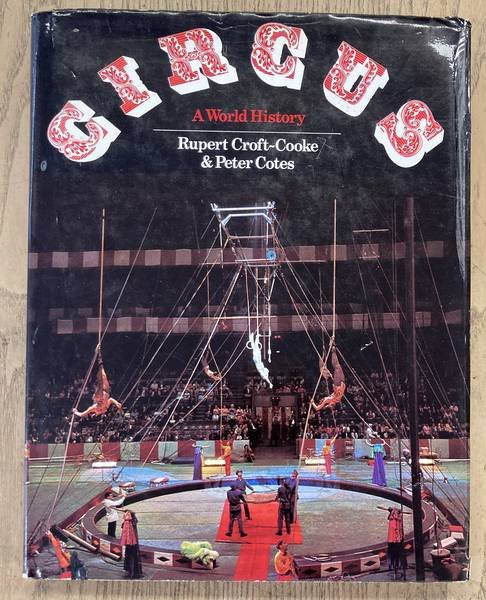 CIRCUS
A World History
Rupert Croft-Cooke
& Peter Cotes